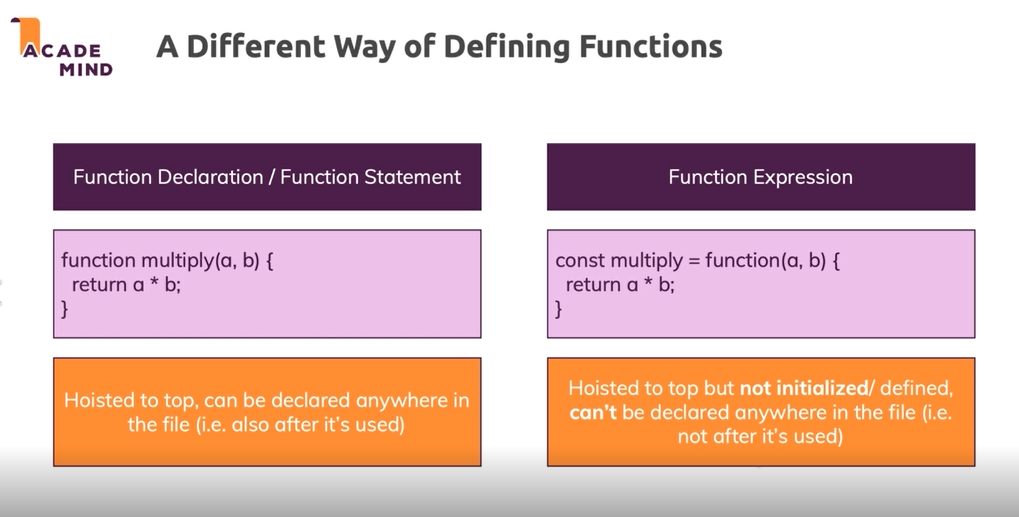 ACADE
MIND
A Different Way of Defining Functions
Function Declaration / Function Statement
function multiply(a, b) {
return a * b;
}
Hoisted to top, can be declared anywhere in
the file (i.e. also after it’s used)
Function Expression
const multiply = function(a, b) {
return a * b;
}
Hoisted to top but not initialized/ defined,
can’t be declared anywhere in the file (i.e.
not after it’s used)